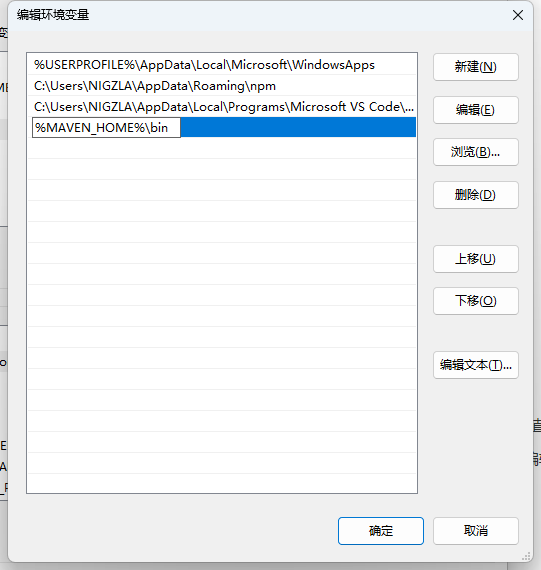 编辑环境变量
%USERPROFILE%\AppData\Local\Microsoft\WindowsApps
C:\Users\NIGZLA\AppData\Roaming\npm
C:\Users\NIGZLA\AppData\Local\Programs\Microsoft VS Code\...
%MAVEN_HOME%\bin
新建(N)
编辑(E)
浏览(B)...
删除(D)
上移(U)
下移(O)
编辑文本(T)...
确定
取消